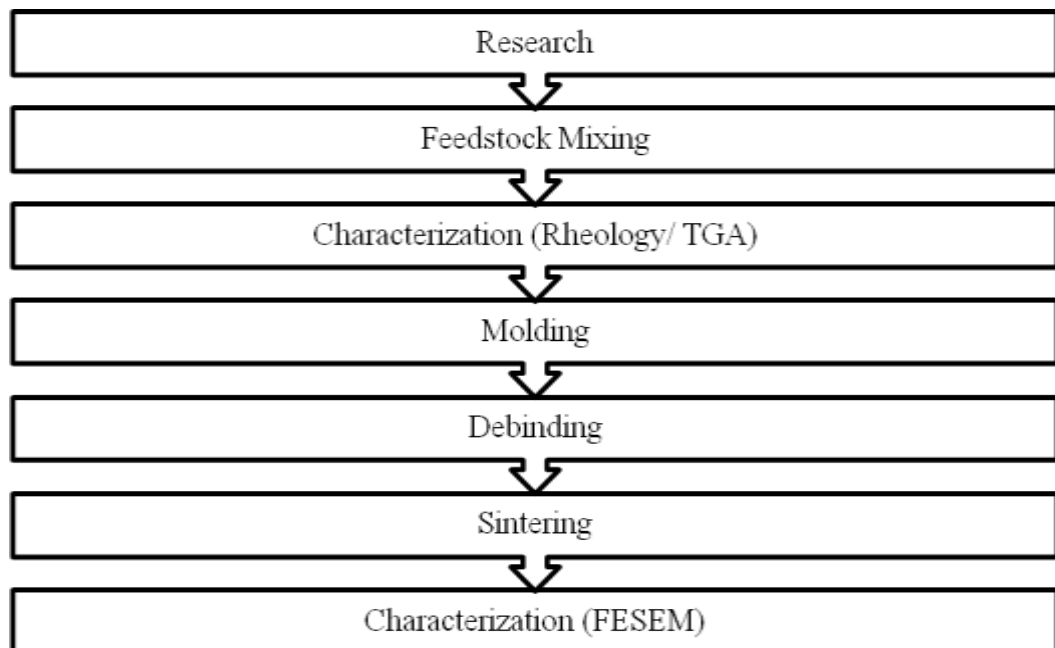 Research
Feedstock Mixing
Characterization (Rheology/ TGA)
Molding
Debinding
Sintering
Characterization (FESEM)